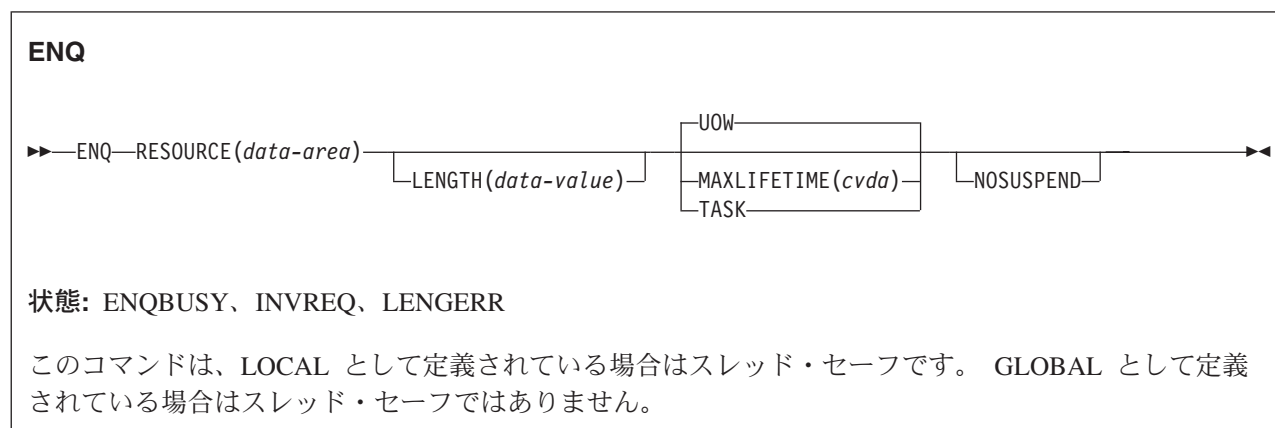 ENQ
UOW
ENQ RESOURCE(data-area)
LENGTH(data-value) MAXLIFETIME(cvda) NOSUSPEND
TASK
状態: ENQBUSY、INVREQ、LENGERR
このコマンドは、LOCAL として定義されている場合はスレッド・セーフです。 GLOBAL として定義
されている場合はスレッド・セーフではありません。